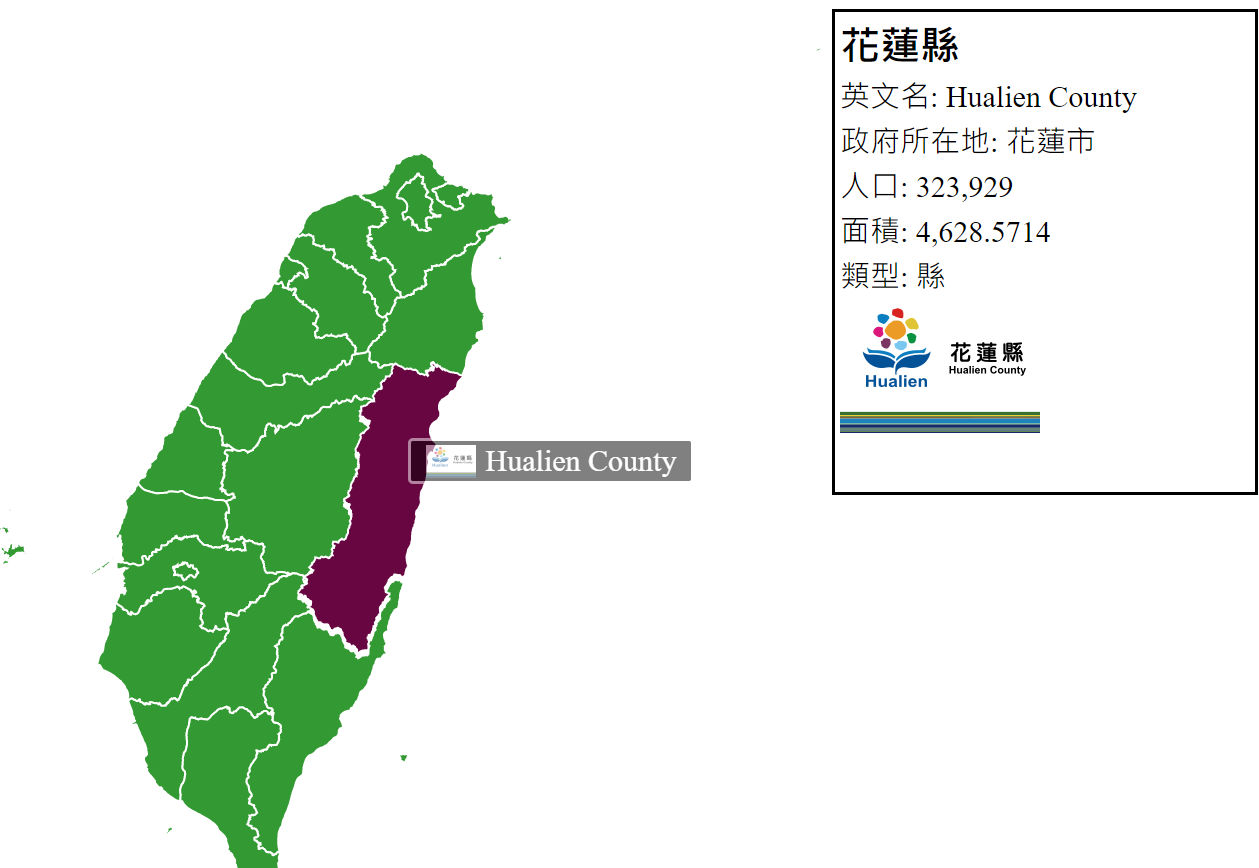 花蓮縣
英文名: Hualien County
政府所在地: 花蓮市
人口: 323,929
面積: 4,628.5714
類型: 縣
Hualien
花蓮縣
Hualien County
花蓮縣
Hualien County